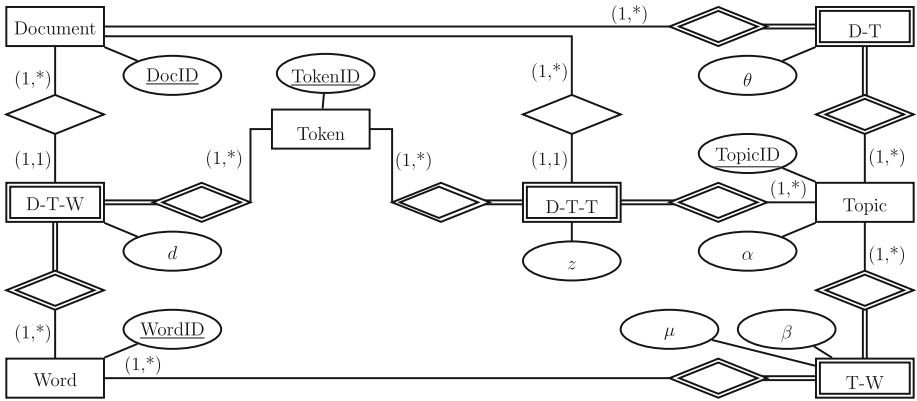 Document
(1,*)
D-T
(1,*)
DocID
TokenID
(1,*)
θ
Token
(1,1)
(1,*)
(1,*)
(1,1)
TopicID
(1,*)
(1,*)
D-T-W
D-T-T
Topic
d
z
α
(1,*)
(1,*)
WordID
μ
β
(1,*)
Word
T-W